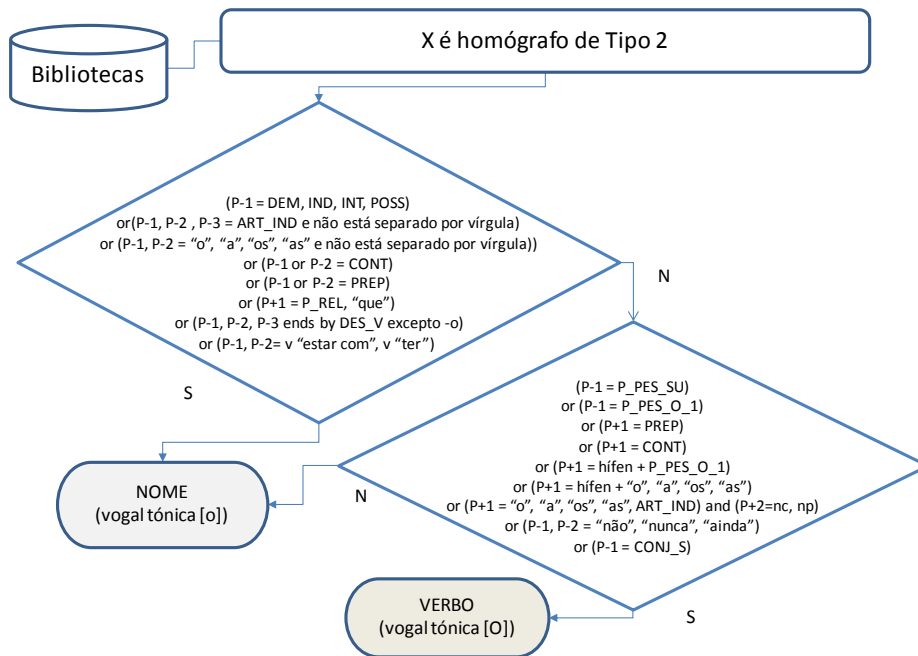 X é homógrafo de Tipo 2
Bibliotecas
(P-1 = DEM, IND, INT, POSS)
or(P-1, P-2 , P-3 = ART_IND e não está separado por vírgula)
or (P-1, P-2 = “o”, “a”, “os”, “as” e não está separado por vírgula))
or (P-1 or P-2 = CONT)
or (P-1 or P-2 = PREP)
or (P+1 = P_REL, “que”)
or (P-1, P-2, P-3 ends by DES_V excepto -o)
or (P-1, P-2= v “estar com”, v “ter”)
N
S
(P-1 = P_PES_SU)
or (P-1 = P_PES_O_1)
or (P+1 = PREP)
or (P+1 = CONT)
or (P+1 = hífen + P_PES_O_1)
or (P+1 = hífen + “o”, “a”, “os”, “as”)
or (P+1 = “o”, “a”, “os”, “as”, ART_IND) and (P+2=nc, np)
or (P-1, P-2 = “não”, “nunca”, “ainda”)
or (P-1 = CONJ_S)
N
NOME
(vogal tónica [o])
S
VERBO
(vogal tónica [O])